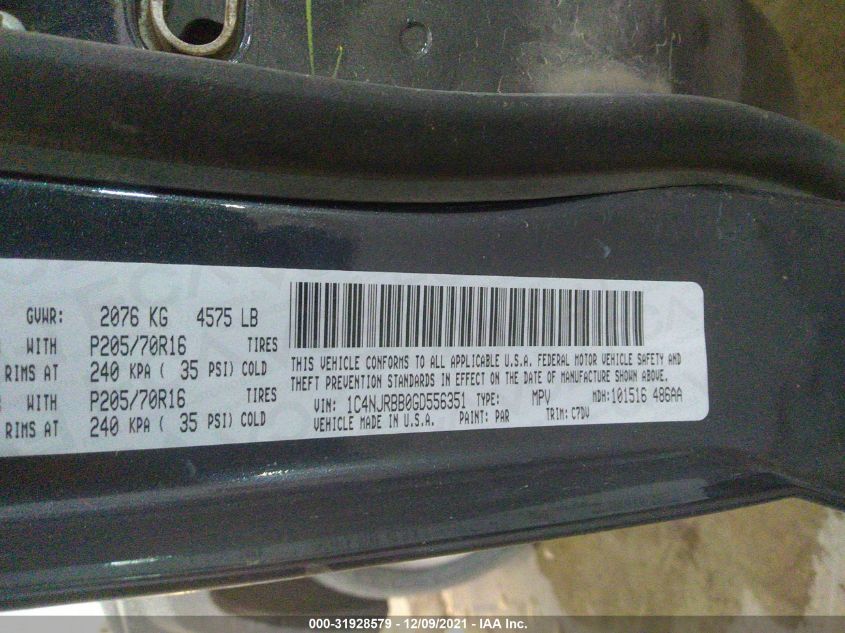 GVWR: 2076 KG 4575 LB
WITH P205/70R16 TIRES
RIMS AT 240 KPA ( 35 PSI) COLD
WITH P205/70R16 TIRES
RIMS AT 240 KPA ( 35 PSI) COLD
THIS VEHICLE CONFORMS TO ALL APPLICABLE U.S.A. FEDERAL MOTOR VEHICLE SAFETY AND
THEFT PREVENTION STANDARDS IN EFFECT ON THE DATE OF MANUFACTURE SHOWN ABOVE.
VIN: 1C4NJRBB0GD556351 TYPE: MPV MDH:101516 486AA
VEHICLE MADE IN U.S.A. PAINT: PAR TRIM: C7DV
000-31928579 — 12/09/2021 — IAA Inc.